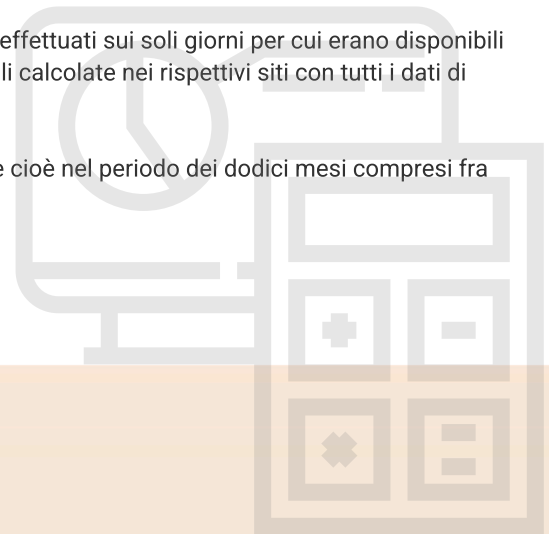 effettuati sui soli giorni per cui erano disponibili
li calcolate nei rispettivi siti con tutti i dati di
e cioè nel periodo dei dodici mesi compresi fra